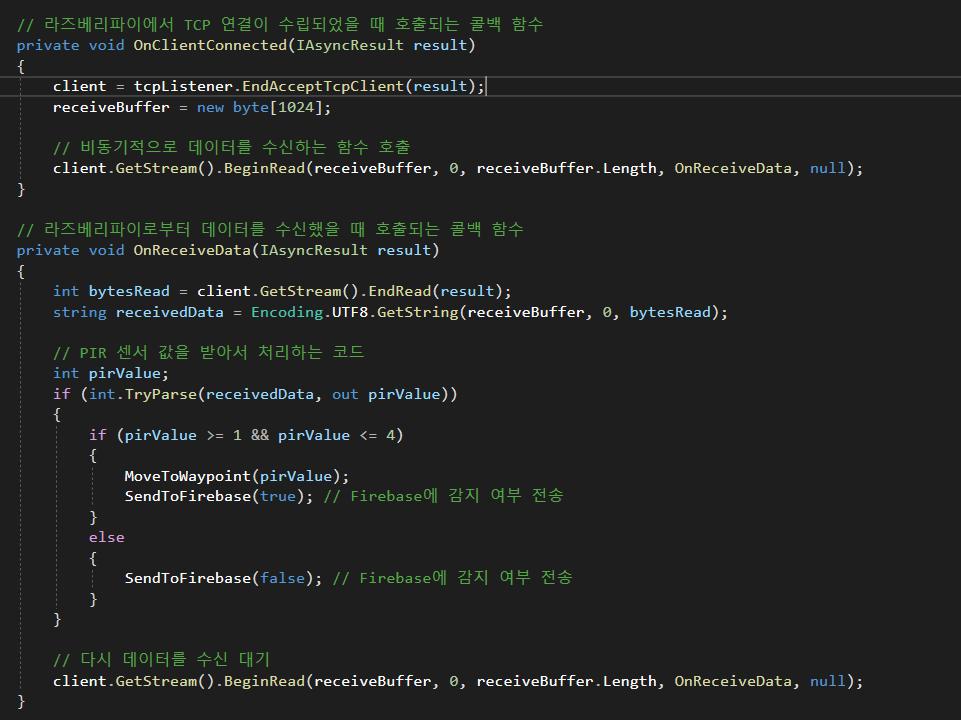 // 라즈베리파이에서 TCP 연결이 수립되었을 때 호출되는 콜백 함수
private void OnClientConnected(IAsyncResult result)
{
client = tcpListener.EndAcceptTcpClient(result);
receiveBuffer = new byte[1024];
// 비동기적으로 데이터를 수신하는 함수 호출
client.GetStream().BeginRead(receiveBuffer, 0, receiveBuffer.Length, OnReceiveData, null);
}
// 라즈베리파이로부터 데이터를 수신했을 때 호출되는 콜백 함수
private void OnReceiveData(IAsyncResult result)
{
int bytesRead = client.GetStream().EndRead(result);
string receivedData = Encoding.UTF8.GetString(receiveBuffer, 0, bytesRead);
// PIR 센서 값을 받아서 처리하는 코드
int pirValue;
if (int.TryParse(receivedData, out pirValue))
{
if (pirValue >= 1 && pirValue <= 4)
{
MoveToWaypoint(pirValue);
SendToFirebase(true); // Firebase에 감지 여부 전송
}
else
{
SendToFirebase(false); // Firebase에 감지 여부 전송
}
}
// 다시 데이터를 수신 대기
client.GetStream().BeginRead(receiveBuffer, 0, receiveBuffer.Length, OnReceiveData, null);
}